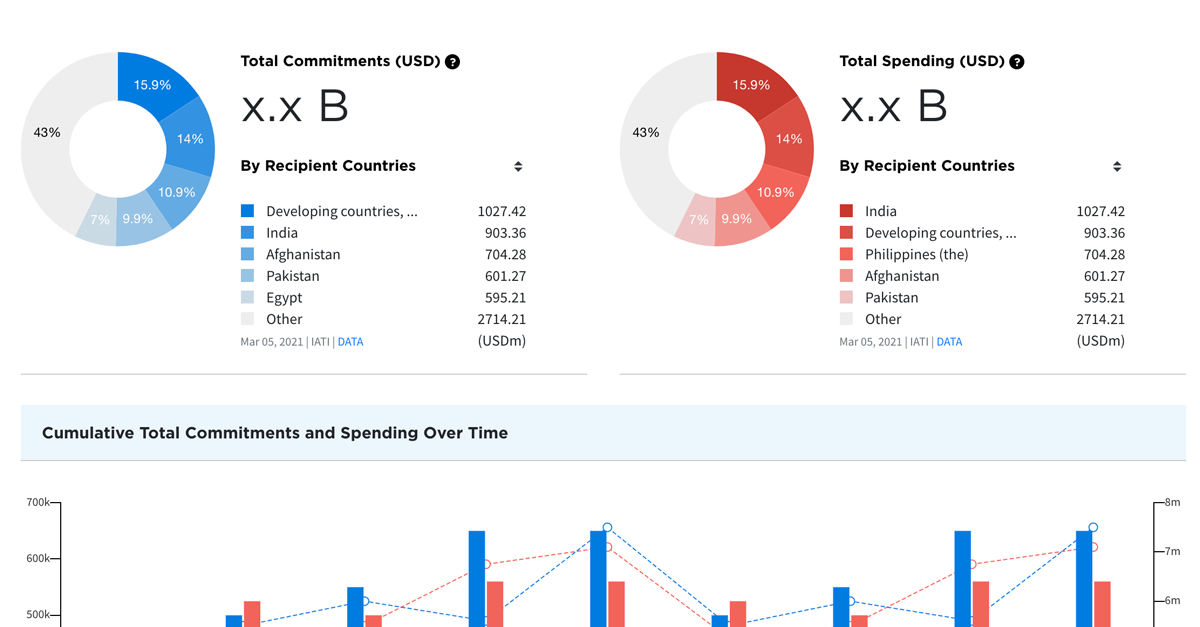 Total Commitments (USD) ?
x.x B
By Recipient Countries
15.9%
14%
10.9%
9.9%
7%
43%
Developing countries, ... 1027.42
India 903.36
Afghanistan 704.28
Pakistan 601.27
Egypt 595.21
Other 2714.21
Mar 05, 2021 | IATI | DATA (USDm)
Total Spending (USD) ?
x.x B
By Recipient Countries
15.9%
14%
10.9%
9.9%
7%
43%
India 1027.42
Developing countries, ... 903.36
Philippines (the) 704.28
Afghanistan 601.27
Pakistan 595.21
Other 2714.21
Mar 05, 2021 | IATI | DATA (USDm)
Cumulative Total Commitments and Spending Over Time
700k
600k
500k
8m
7m
6m